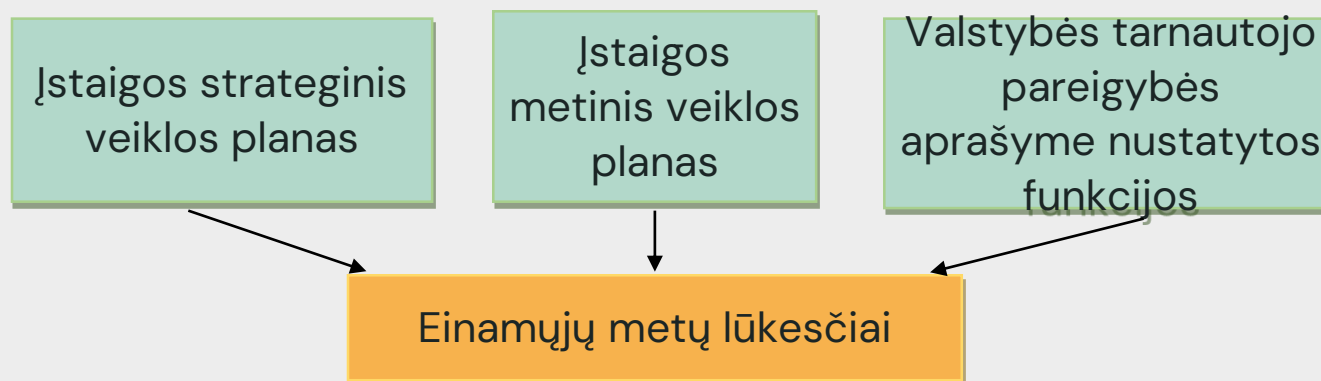 Įstaigos strateginis
veiklos planas
Įstaigos
metinis veiklos
planas
Valstybės tarnautojo
pareigybės
aprašyme nustatytos
funkcijos
Einamųjų metų lūkesčiai